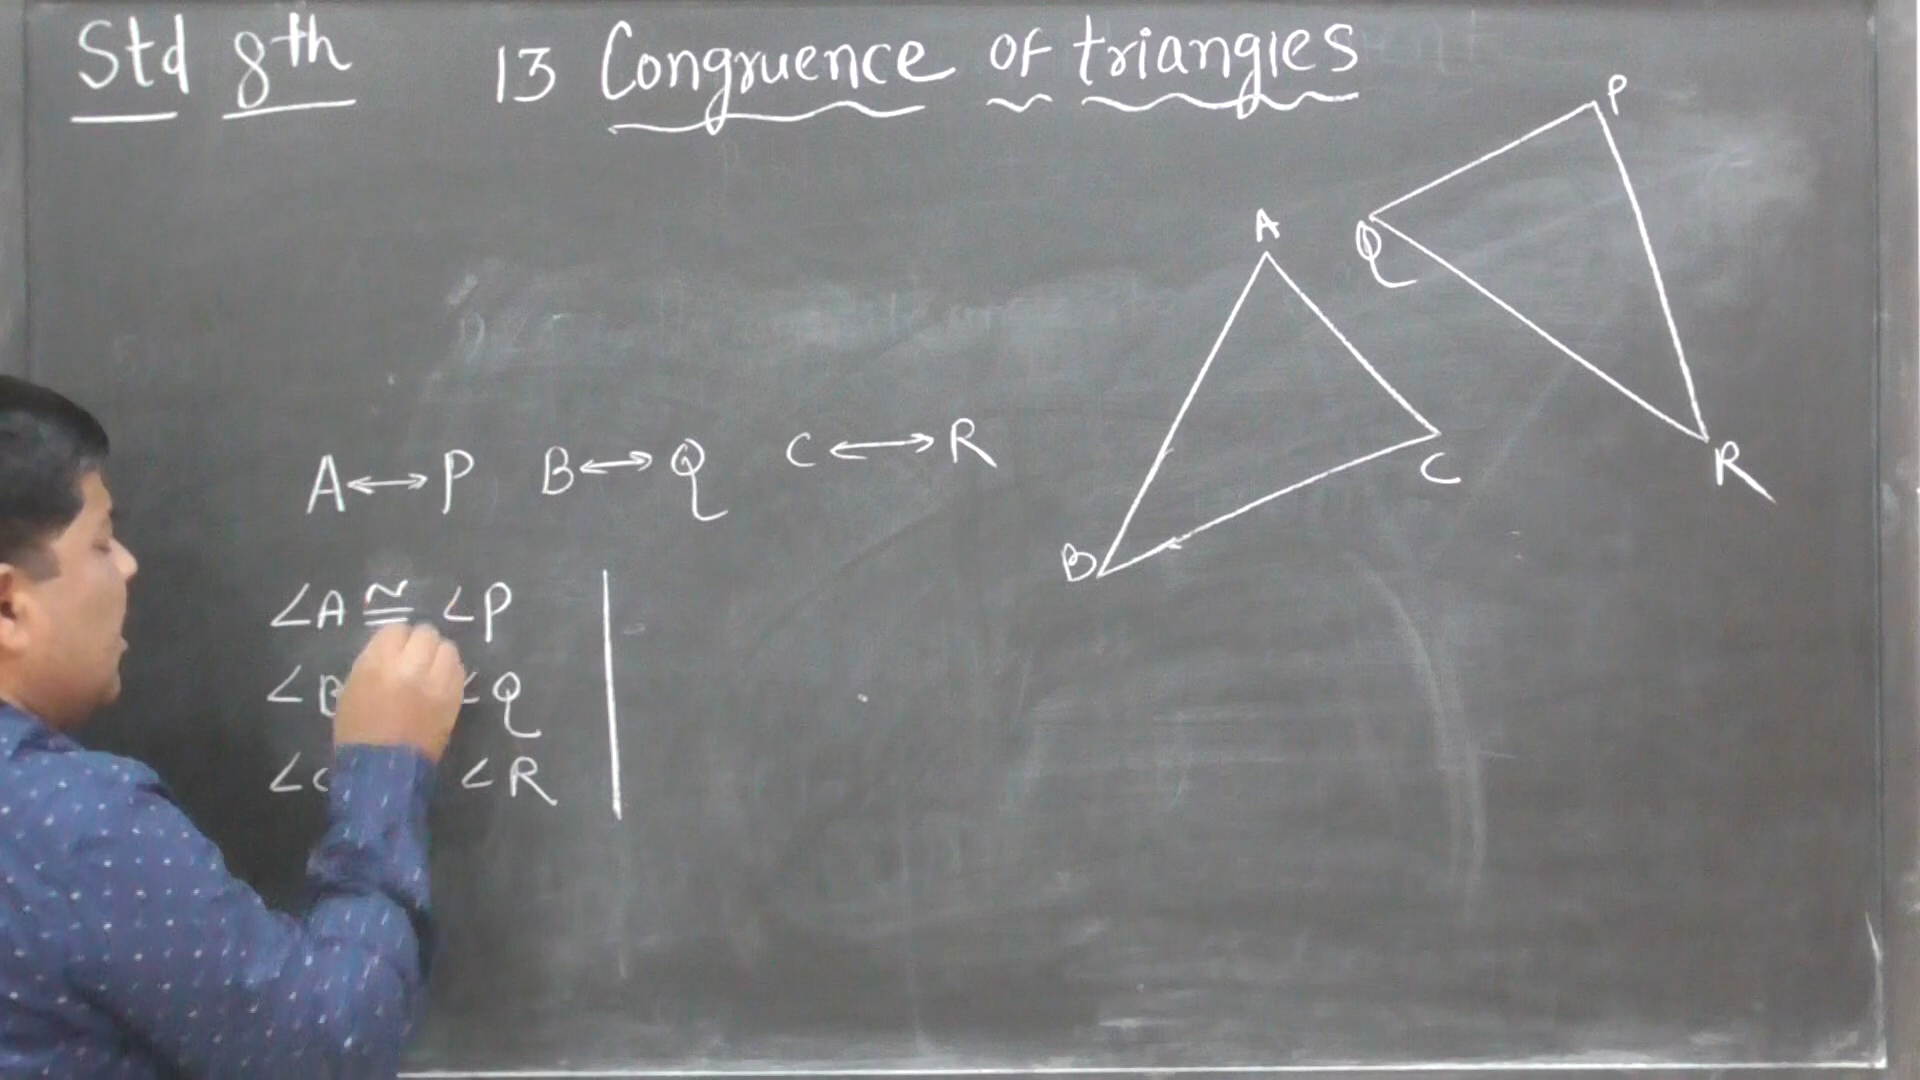 Std 8th 13 Congruence of triangles
P
A
Q
A↔P B↔Q C↔R
C
R
B
∠A ≅ ∠P
∠B ∠Q
∠C ∠R